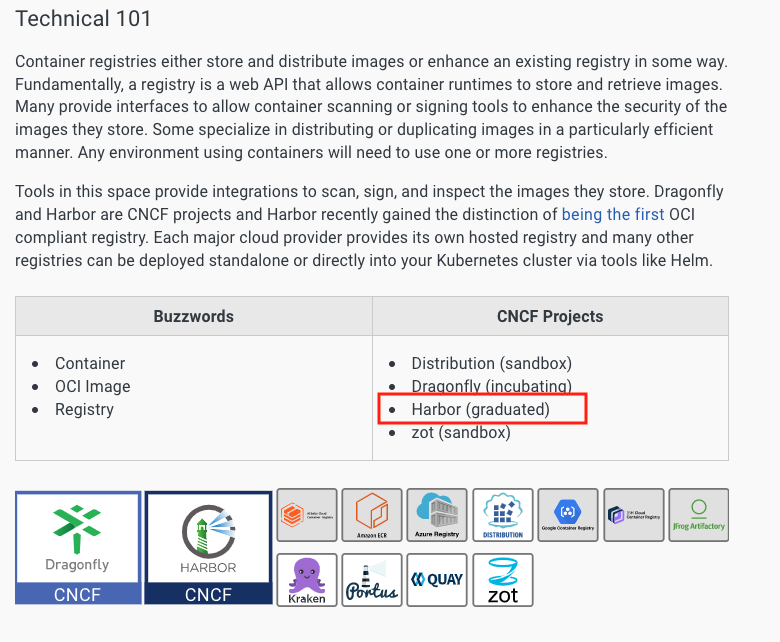 Technical 101
Container registries either store and distribute images or enhance an existing registry in some way.
Fundamentally, a registry is a web API that allows container runtimes to store and retrieve images.
Many provide interfaces to allow container scanning or signing tools to enhance the security of the
images they store. Some specialize in distributing or duplicating images in a particularly efficient
manner. Any environment using containers will need to use one or more registries.
Tools in this space provide integrations to scan, sign, and inspect the images they store. Dragonfly
and Harbor are CNCF projects and Harbor recently gained the distinction of being the first OCI
compliant registry. Each major cloud provider provides its own hosted registry and many other
registries can be deployed standalone or directly into your Kubernetes cluster via tools like Helm.
Buzzwords
CNCF Projects
Container
OCI Image
Registry
Distribution (sandbox)
Dragonfly (incubating)
Harbor (graduated)
zot (sandbox)
Dragonfly
CNCF
HARBOR
CNCF
Alibaba Cloud
Container Registry
Amazon ECR
Azure Registry
DISTRIBUTION
Google Container Registry
Cloud
Container Registry
JFrog Artifactory
Kraken
Portus
QUAY
zot